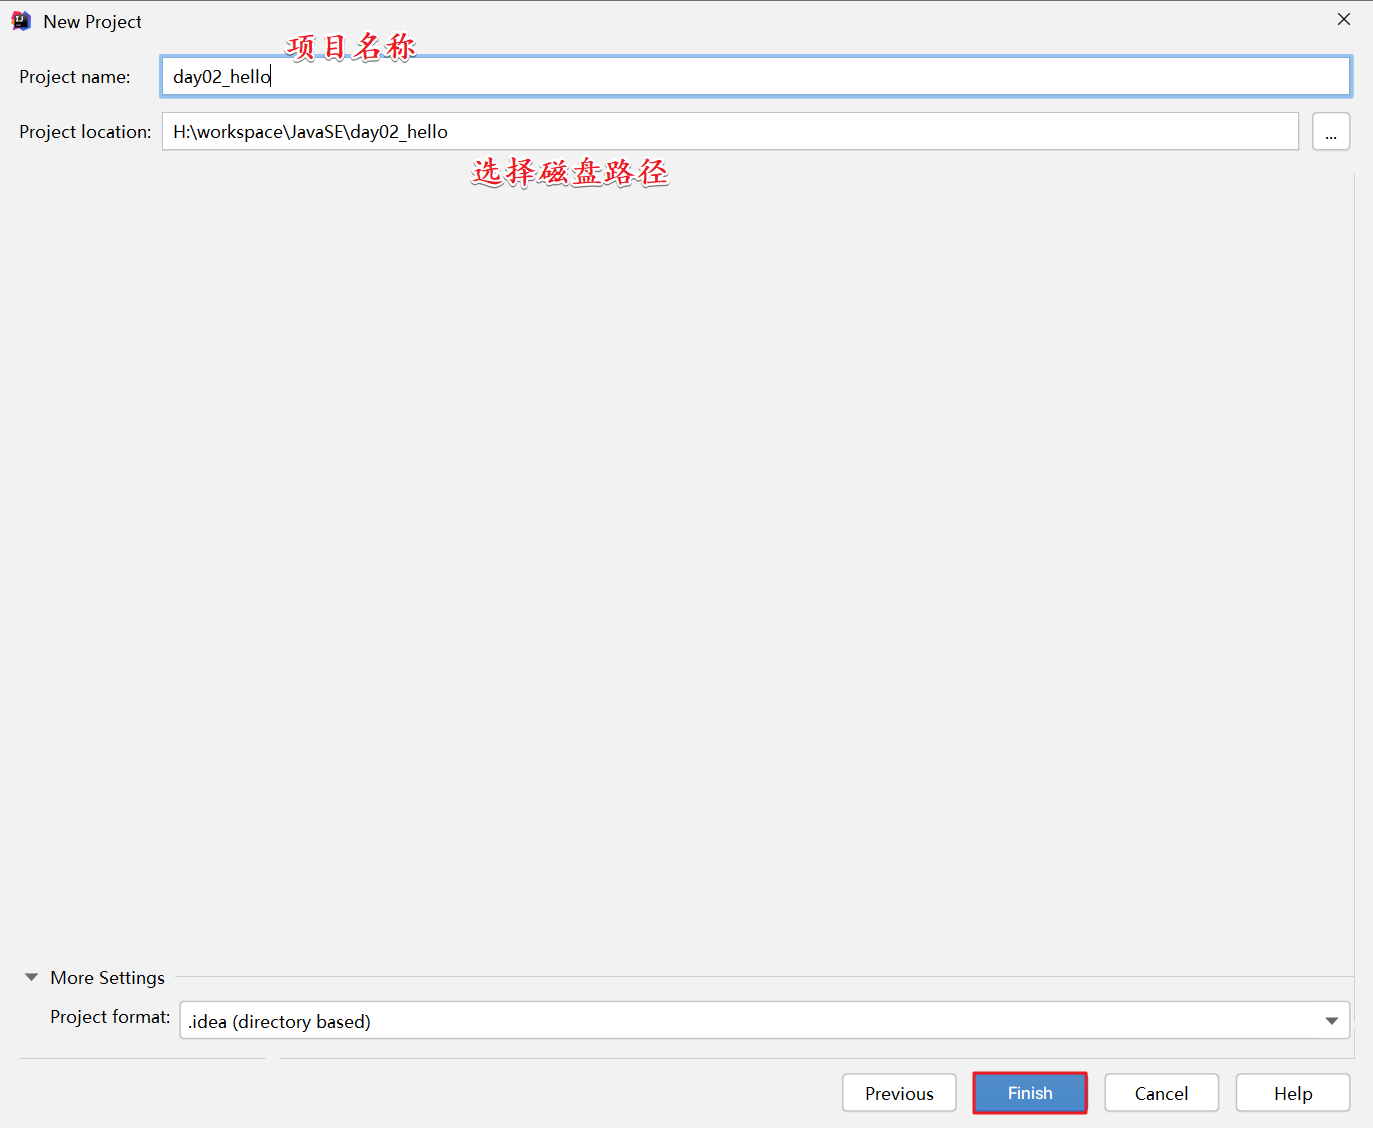 New Project
项目名称
Project name: day02_hello
Project location: H:\workspace\JavaSE\day02_hello ...
选择磁盘路径
More Settings
Project format: .idea (directory based)
Previous Finish Cancel Help